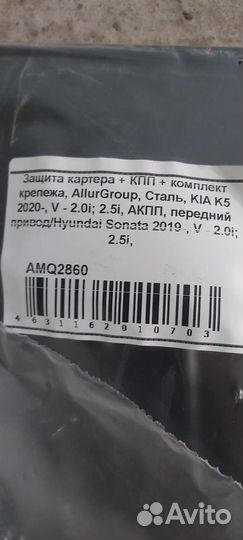 Защита картера + КПП + комплект
крепежа, AllurGroup, Сталь, KIA K5
2020-, V - 2.0i; 2.5i, АКПП, передний
привод/Hyundai Sonata 2019-, V - 2.0i;
2.5i,
AMQ2860
4631162010703
Avito